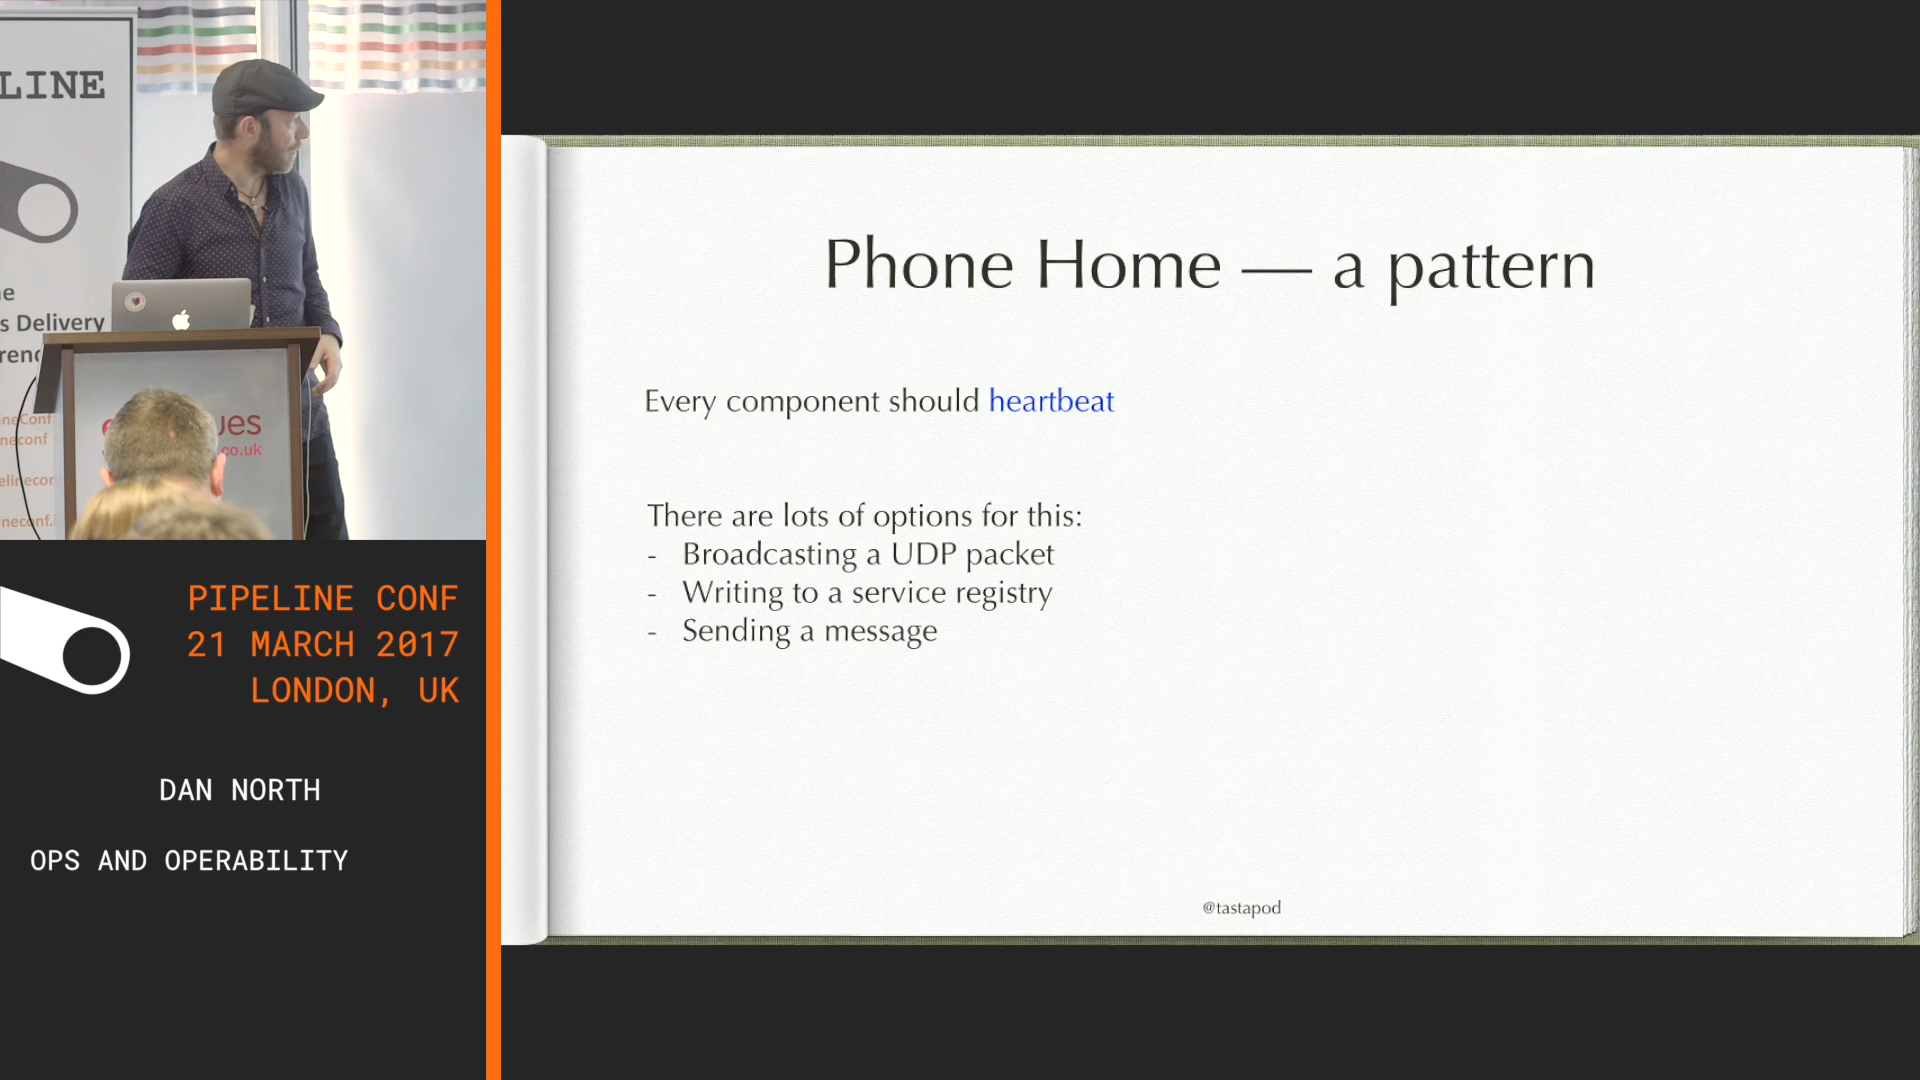 LINE
s Delivery
PIPELINE CONF
21 MARCH 2017
LONDON, UK
DAN NORTH
OPS AND OPERABILITY
Phone Home — a pattern
Every component should heartbeat
There are lots of options for this:
- Broadcasting a UDP packet
- Writing to a service registry
- Sending a message
@tastapod